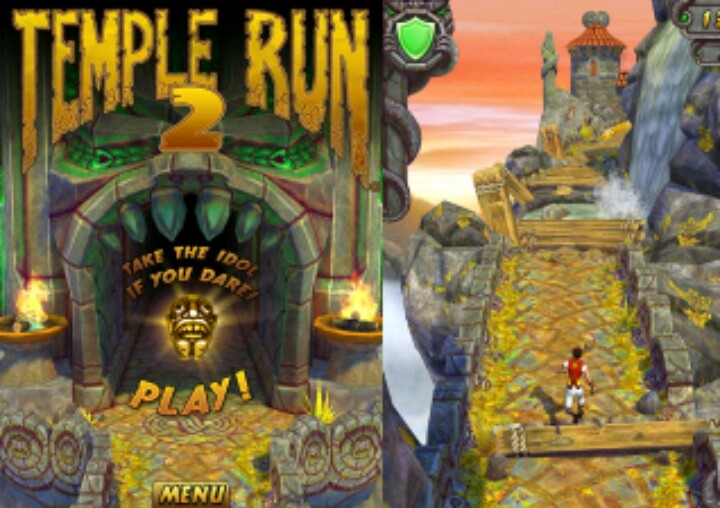 TEMPLE RUN
2
TAKE THE IDOL
IF YOU DARE!
PLAY!
MENU